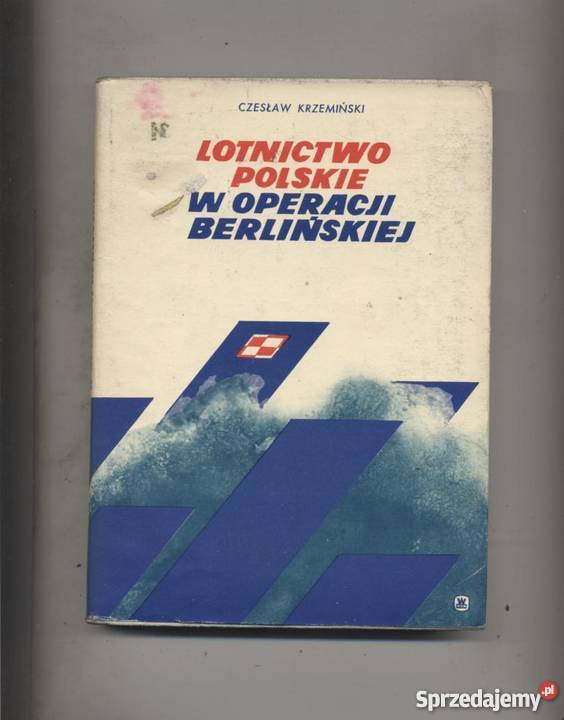 CZESŁAW KRZEMIŃSKI
LOTNICTWO
POLSKIE
W OPERACJI
BERLIŃSKIEJ
Sprzedajemy.pl